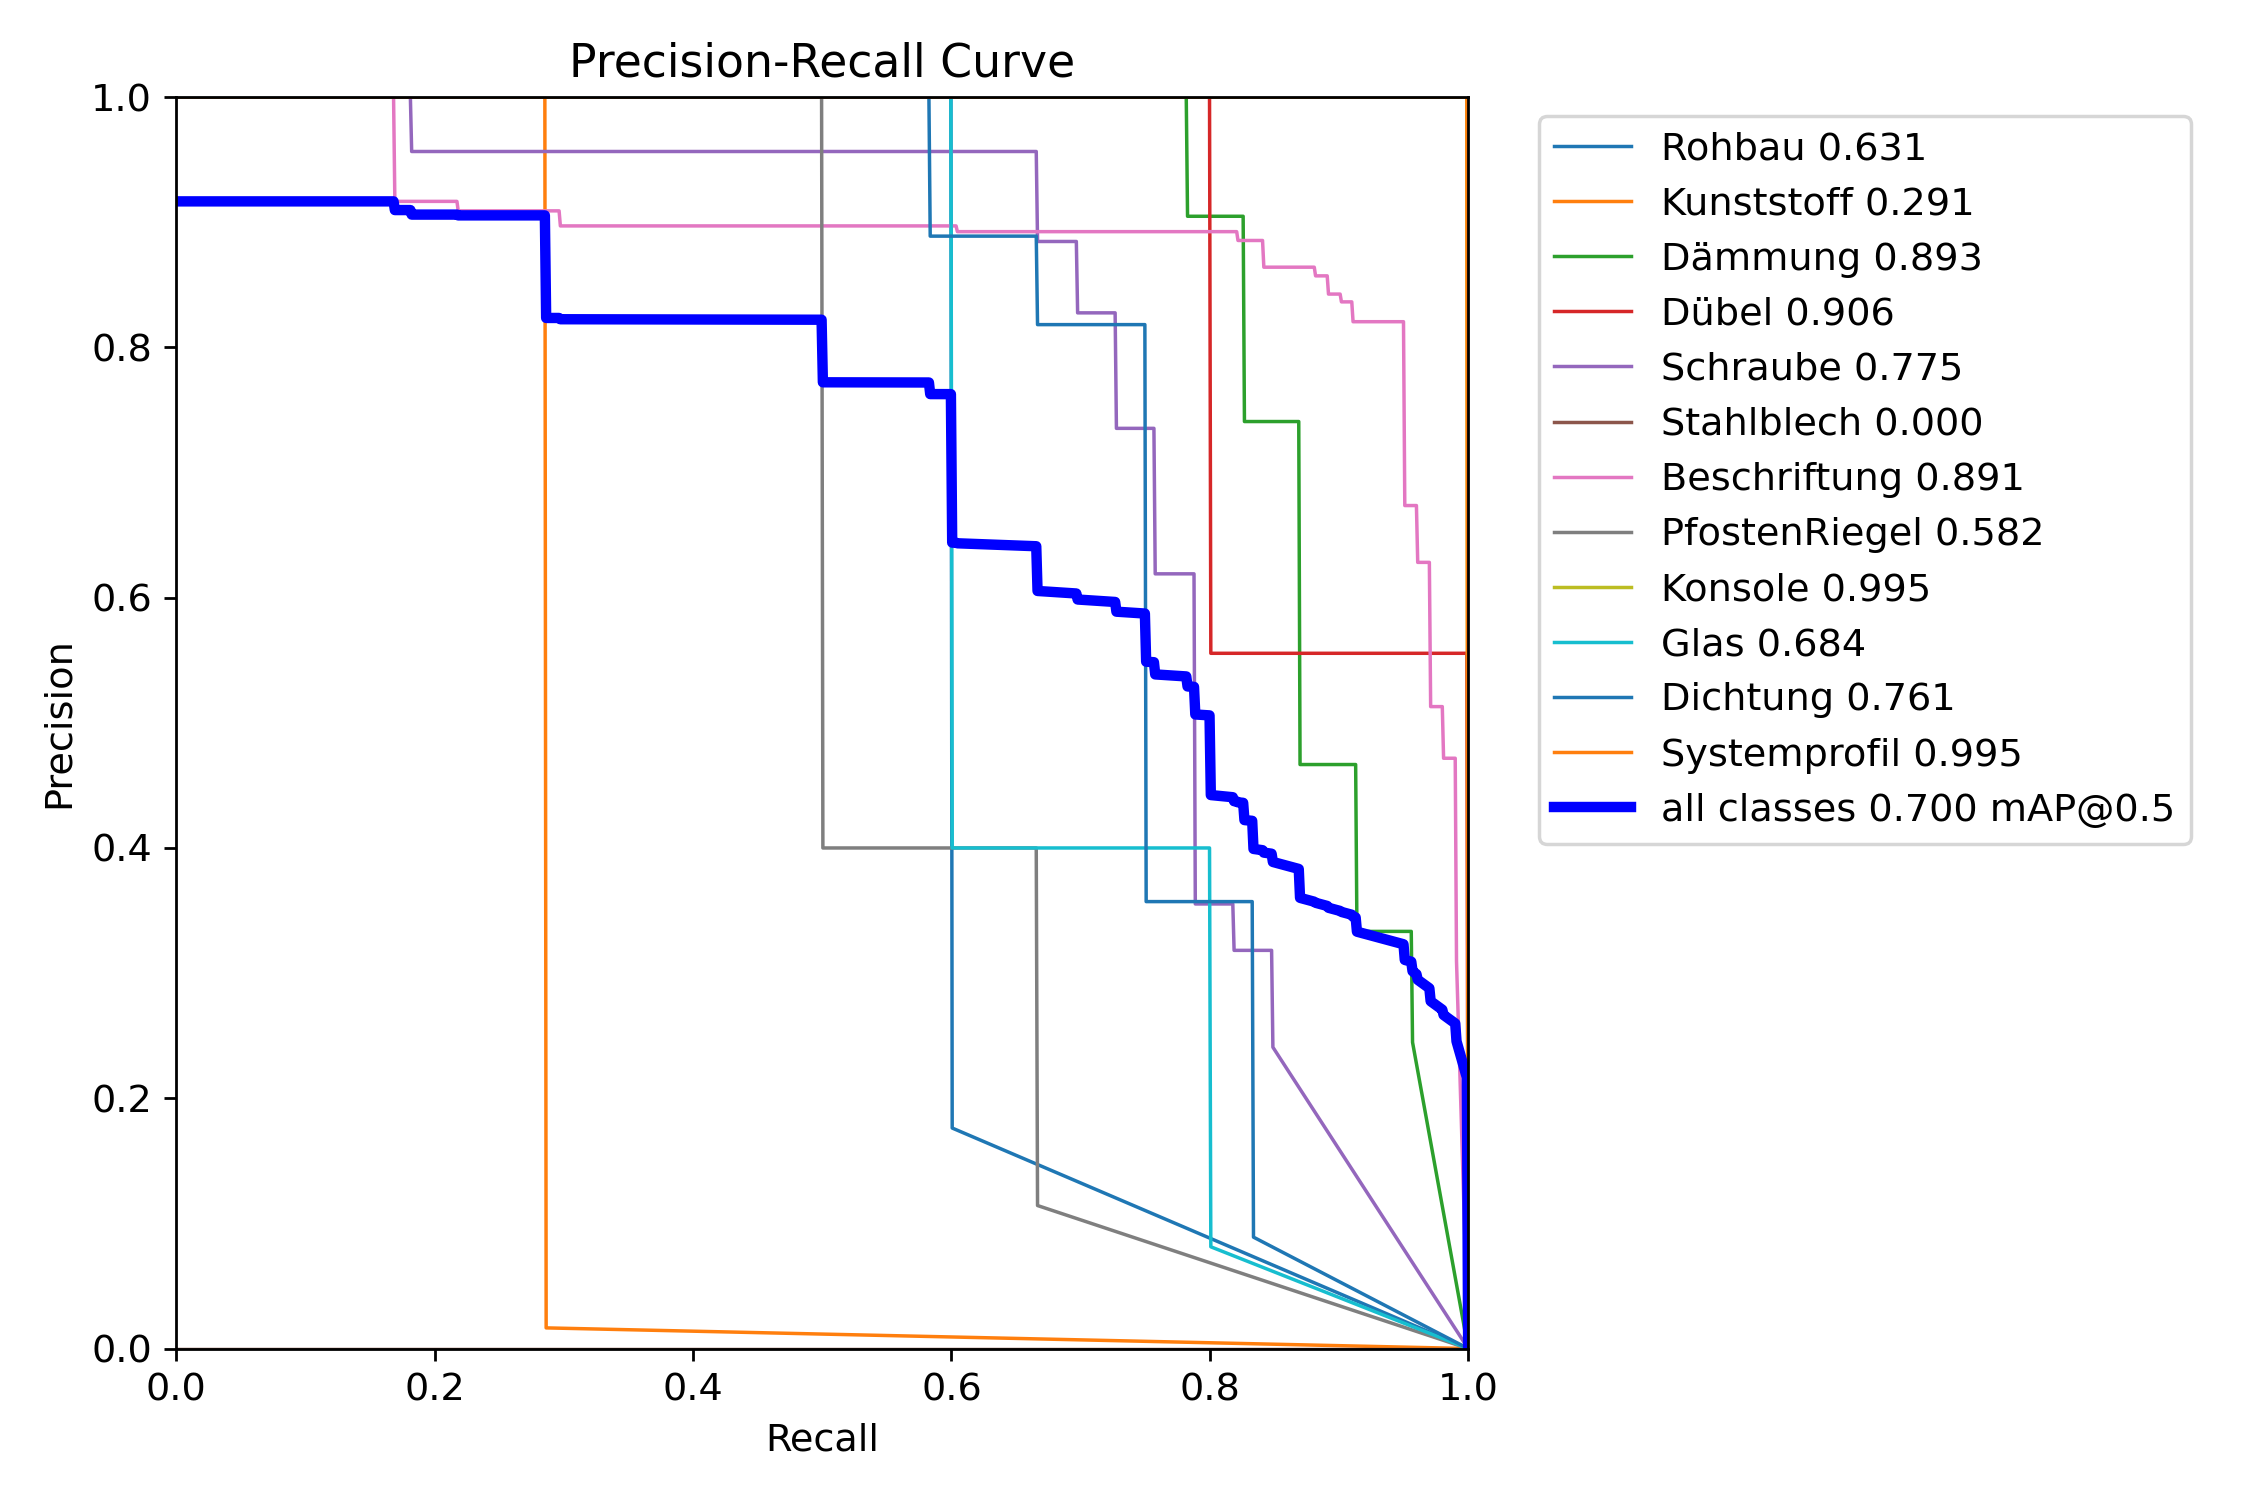 Precision-Recall Curve
1.0
0.8
0.6
0.4
0.2
0.0
Precision
0.0 0.2 0.4 0.6 0.8 1.0
Recall
Rohbau 0.631
Kunststoff 0.291
Dämmung 0.893
Dübel 0.906
Schraube 0.775
Stahlblech 0.000
Beschriftung 0.891
PfostenRiegel 0.582
Konsole 0.995
Glas 0.684
Dichtung 0.761
Systemprofil 0.995
all classes 0.700 mAP@0.5